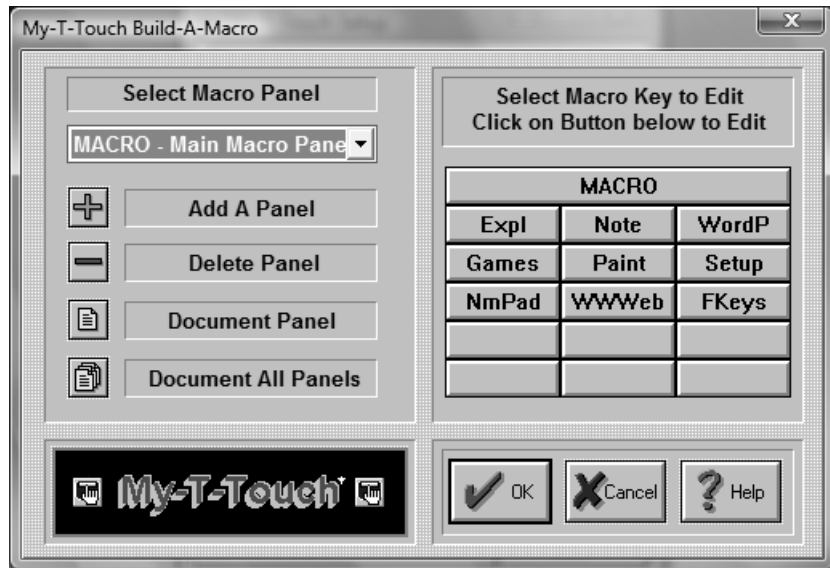 My-T-Touch Build-A-Macro
Select Macro Panel
MACRO - Main Macro Pane
Add A Panel
Delete Panel
Document Panel
Document All Panels
Select Macro Key to Edit
Click on Button below to Edit
MACRO
Expl Note WordP
Games Paint Setup
NmPad WWWeb FKeys
My-T-Touch
OK Cancel Help